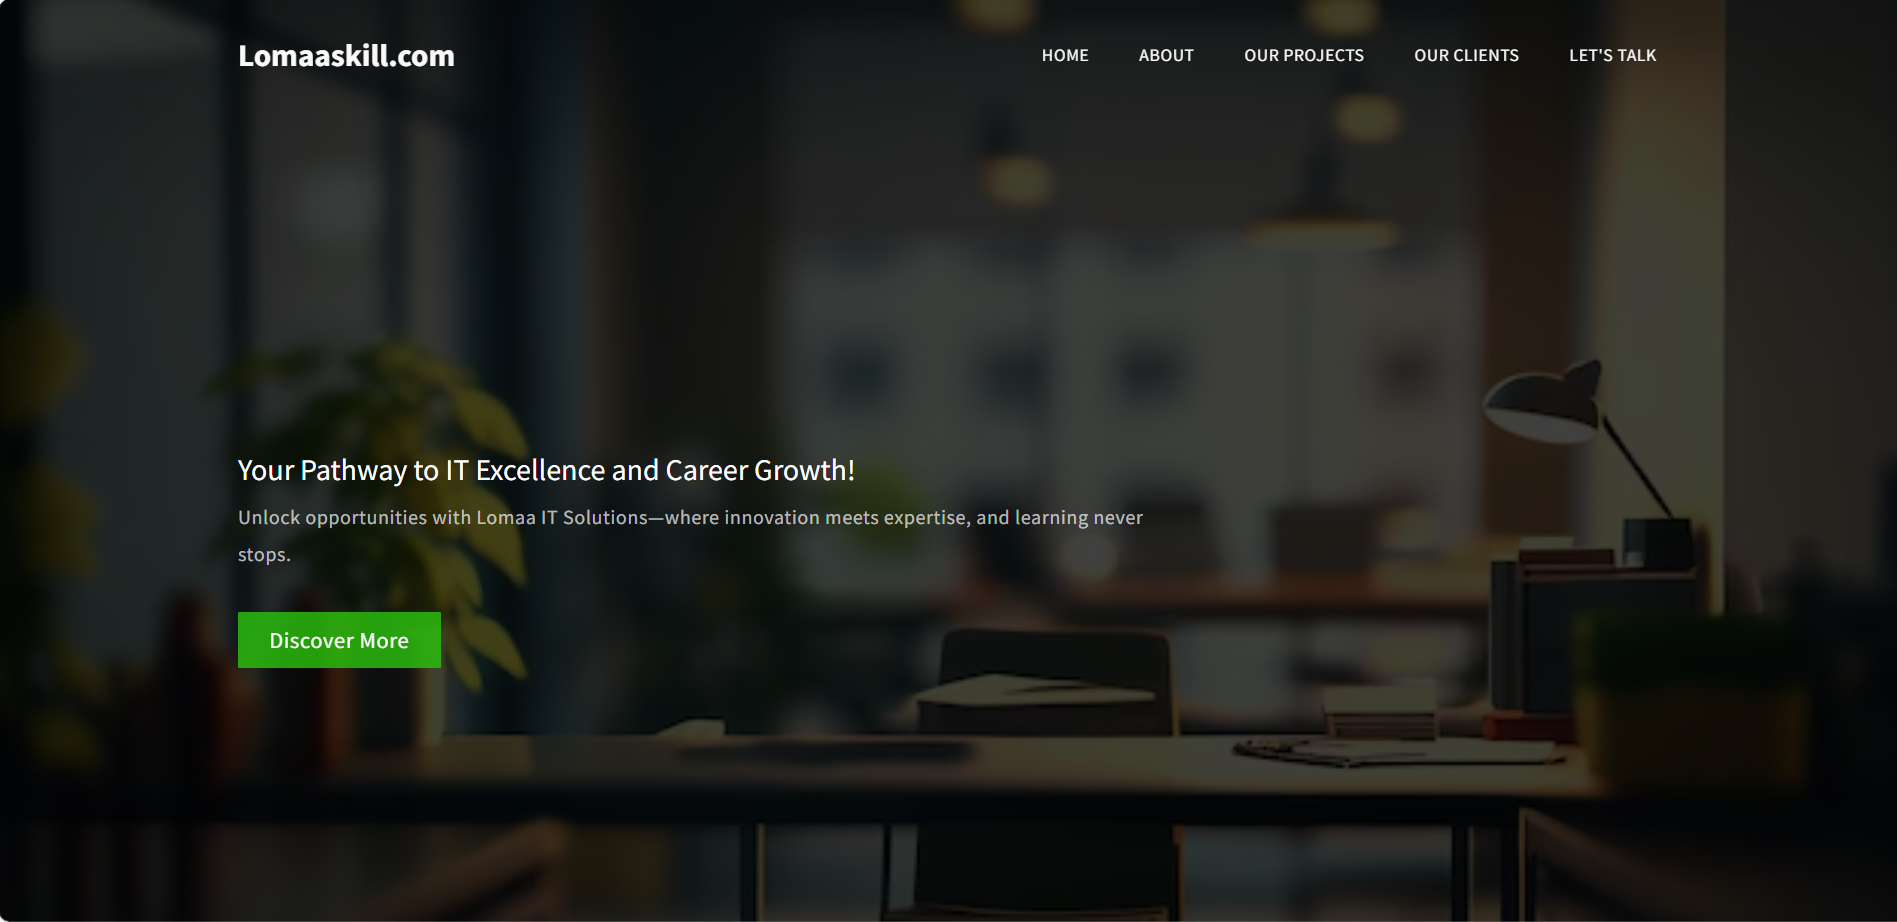 Lomaaskill.com
HOME ABOUT OUR PROJECTS OUR CLIENTS LET'S TALK
Your Pathway to IT Excellence and Career Growth!
Unlock opportunities with Lomaa IT Solutions—where innovation meets expertise, and learning never
stops.
Discover More